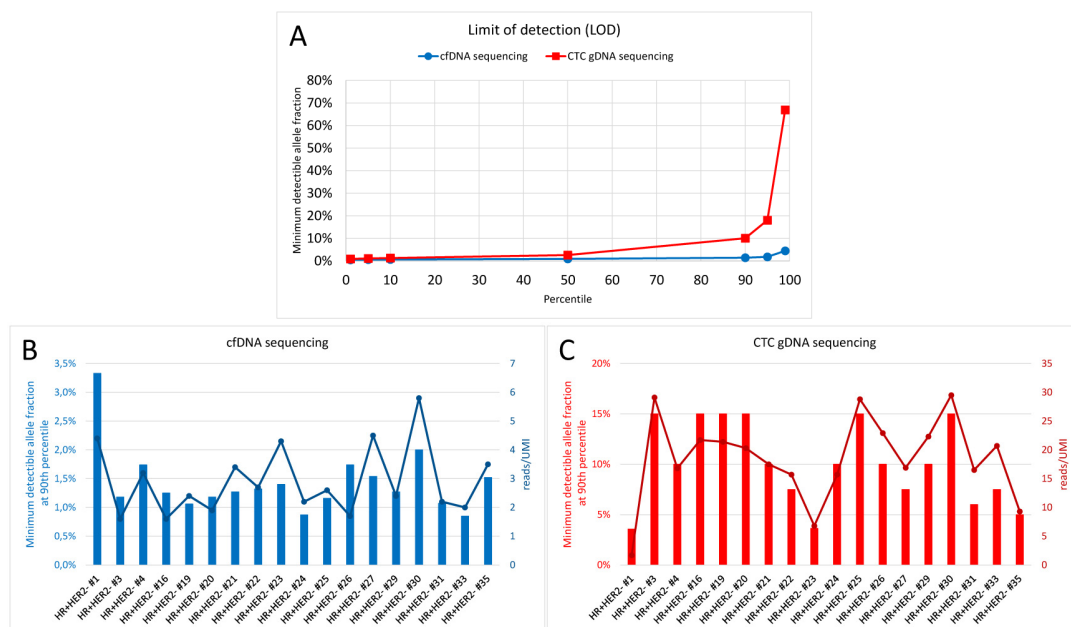 A
Limit of detection (LOD)
cfDNA sequencing
CTC gDNA sequencing
Minimum detectible allele fraction
80%
70%
60%
50%
40%
30%
20%
10%
0%
0 10 20 30 40 50 60 70 80 90 100
Percentile
B
cfDNA sequencing
Minimum detectible allele fraction
at 90th percentile
3,5%
3,0%
2,5%
2,0%
1,5%
1,0%
0,5%
0,0%
7
6
5
4
3
2
1
0
reads/UMI
HR+HER2- #1
HR+HER2- #3
HR+HER2- #4
HR+HER2- #16
HR+HER2- #19
HR+HER2- #20
HR+HER2- #21
HR+HER2- #22
HR+HER2- #23
HR+HER2- #24
HR+HER2- #25
HR+HER2- #26
HR+HER2- #27
HR+HER2- #29
HR+HER2- #30
HR+HER2- #31
HR+HER2- #33
HR+HER2- #35
C
CTC gDNA sequencing
Minimum detectible allele fraction
at 90th percentile
20%
15%
10%
5%
0%
35
30
25
20
15
10
5
0
reads/UMI
HR+HER2- #1
HR+HER2- #3
HR+HER2- #4
HR+HER2- #16
HR+HER2- #19
HR+HER2- #20
HR+HER2- #21
HR+HER2- #22
HR+HER2- #23
HR+HER2- #24
HR+HER2- #25
HR+HER2- #26
HR+HER2- #27
HR+HER2- #29
HR+HER2- #30
HR+HER2- #31
HR+HER2- #33
HR+HER2- #35